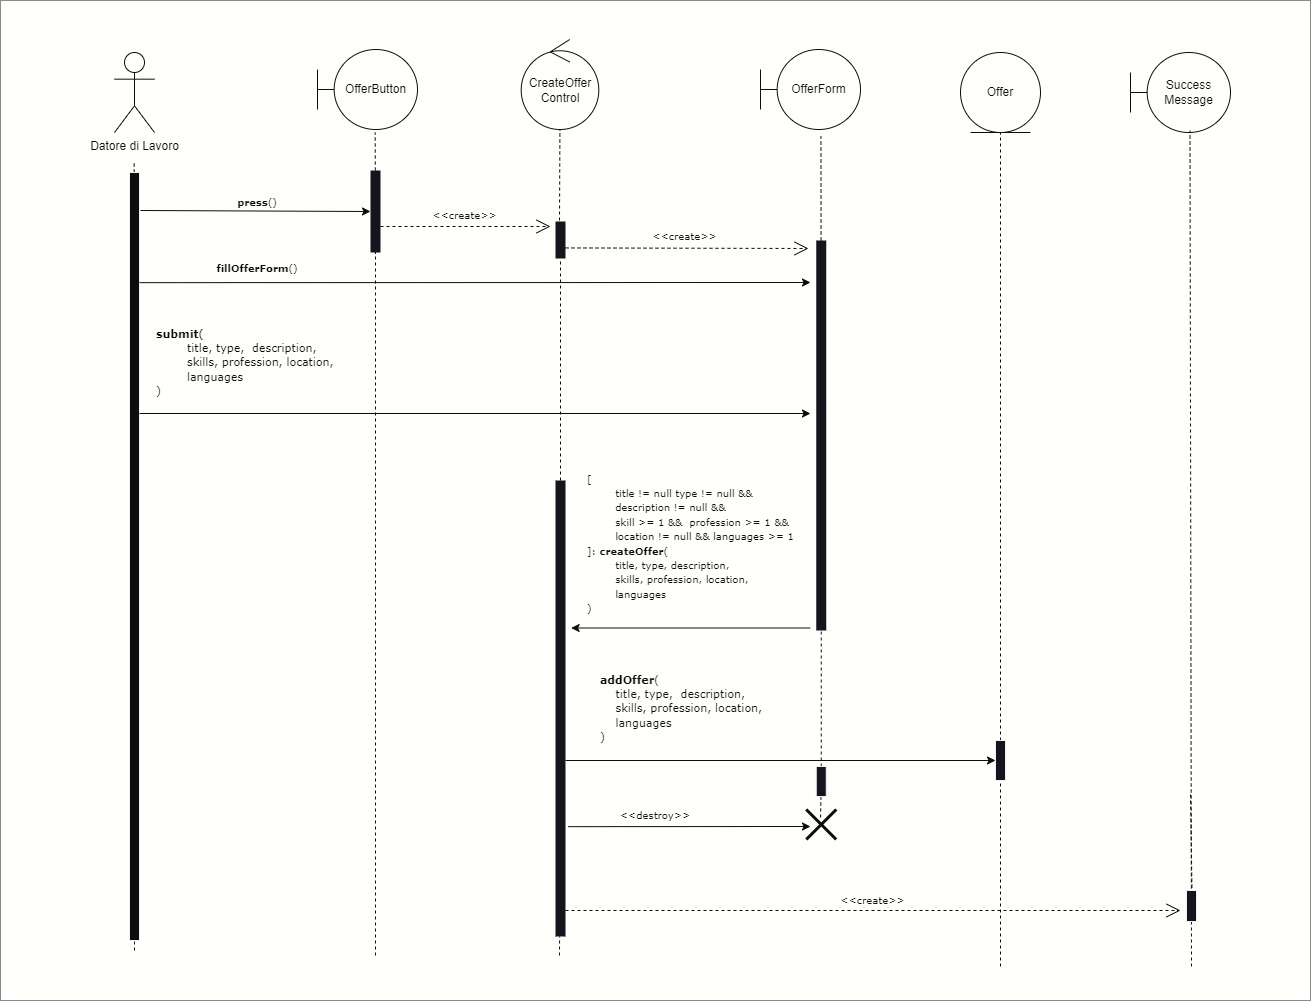 OfferButton
CreateOffer
Control
OfferForm
Offer
Success
Message
Datore di Lavoro
press()
<<create>>
<<create>>
fillOfferForm()
submit(
title, type,  description,
skills, profession, location,
languages
)
[
title != null type != null &&
description != null &&
skill >= 1 &&  profession >= 1 &&
location != null && languages >= 1
]: createOffer(
title, type, description,
skills, profession, location,
languages
)
addOffer(
title, type,  description,
skills, profession, location,
languages
)
<<destroy>>
<<create>>